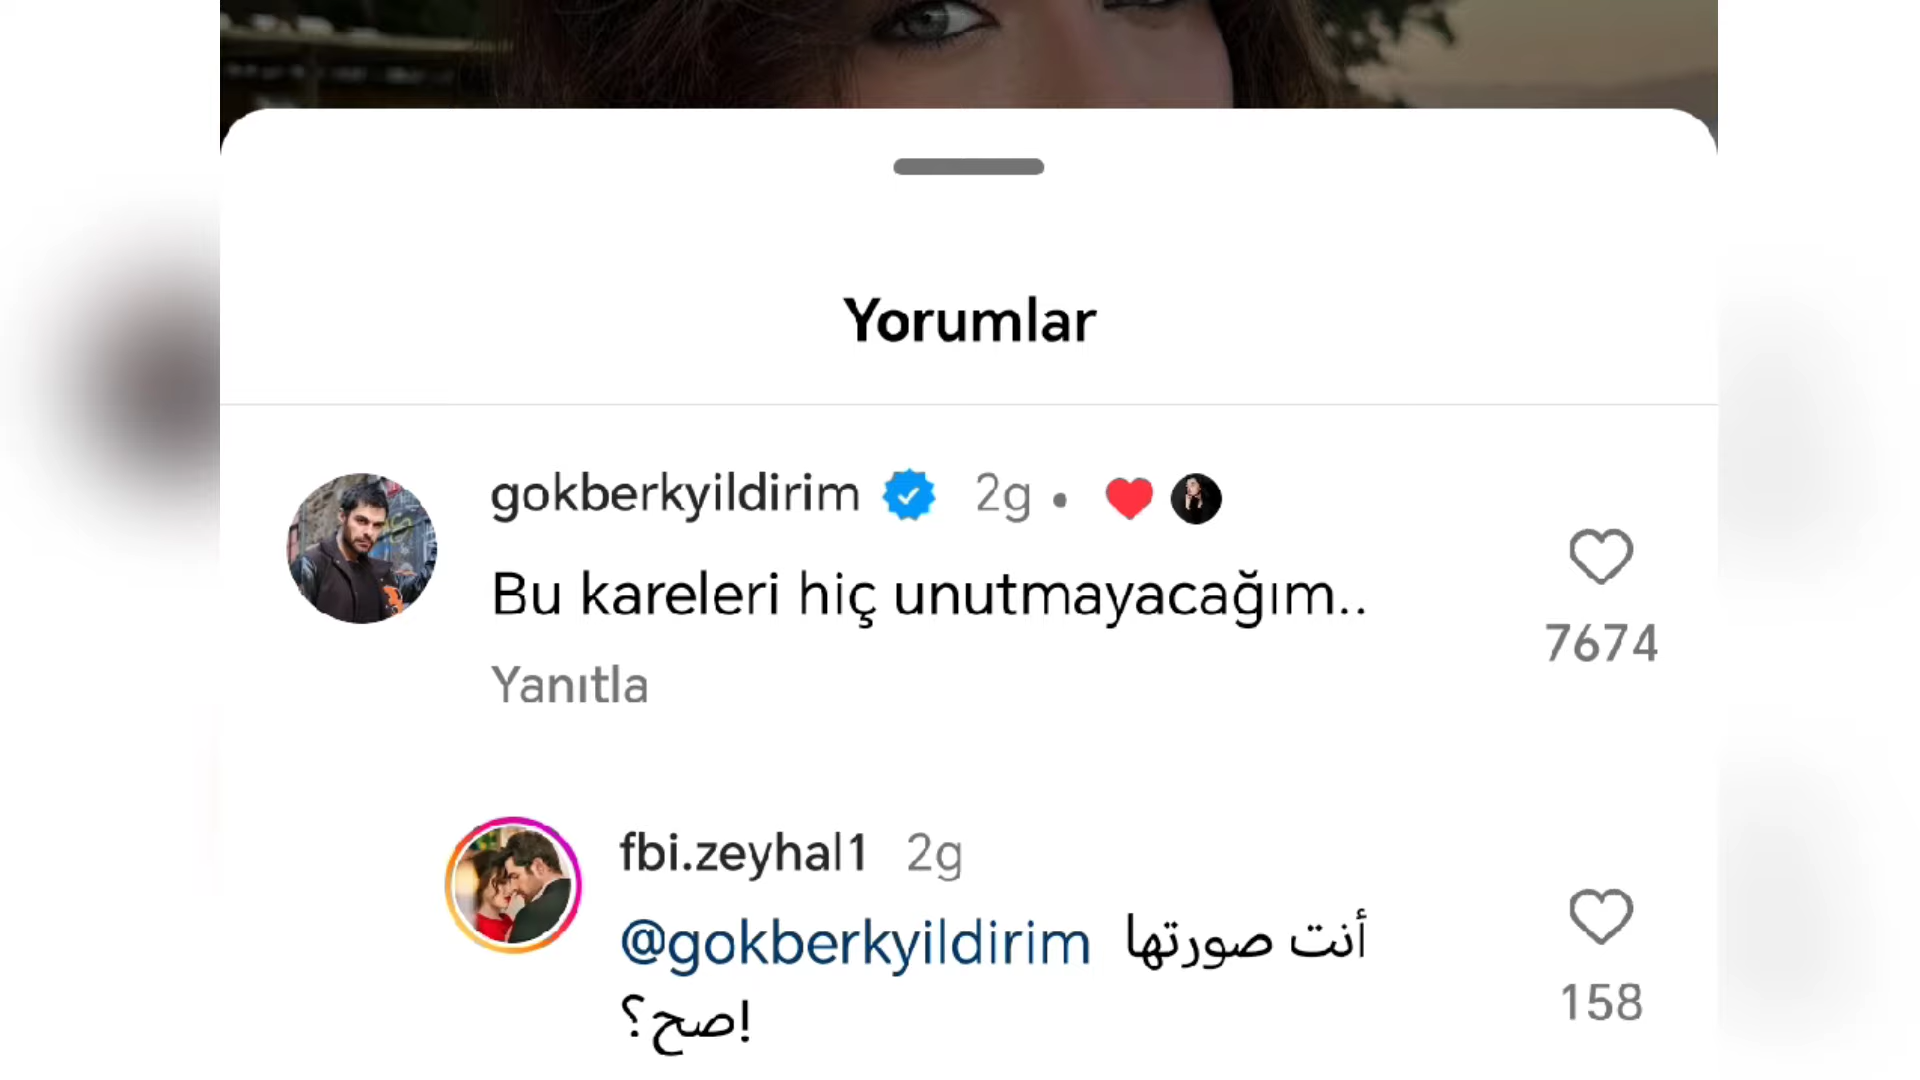 Yorumlar
gokberkyildirim 2g •
Bu kareleri hiç unutmayacağım..
7674
Yanıtla
fbi.zeyhal1 2g
@gokberkyildirim أنت صورتها
صح؟!
158